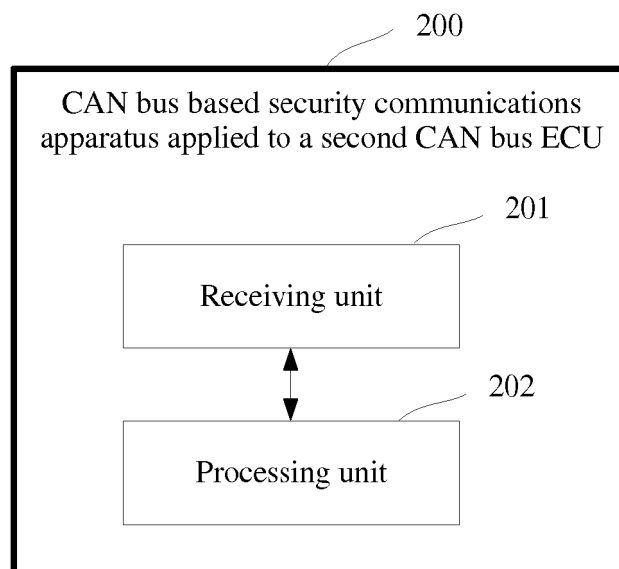 200
CAN bus based security communications
apparatus applied to a second CAN bus ECU
201
Receiving unit
202
Processing unit